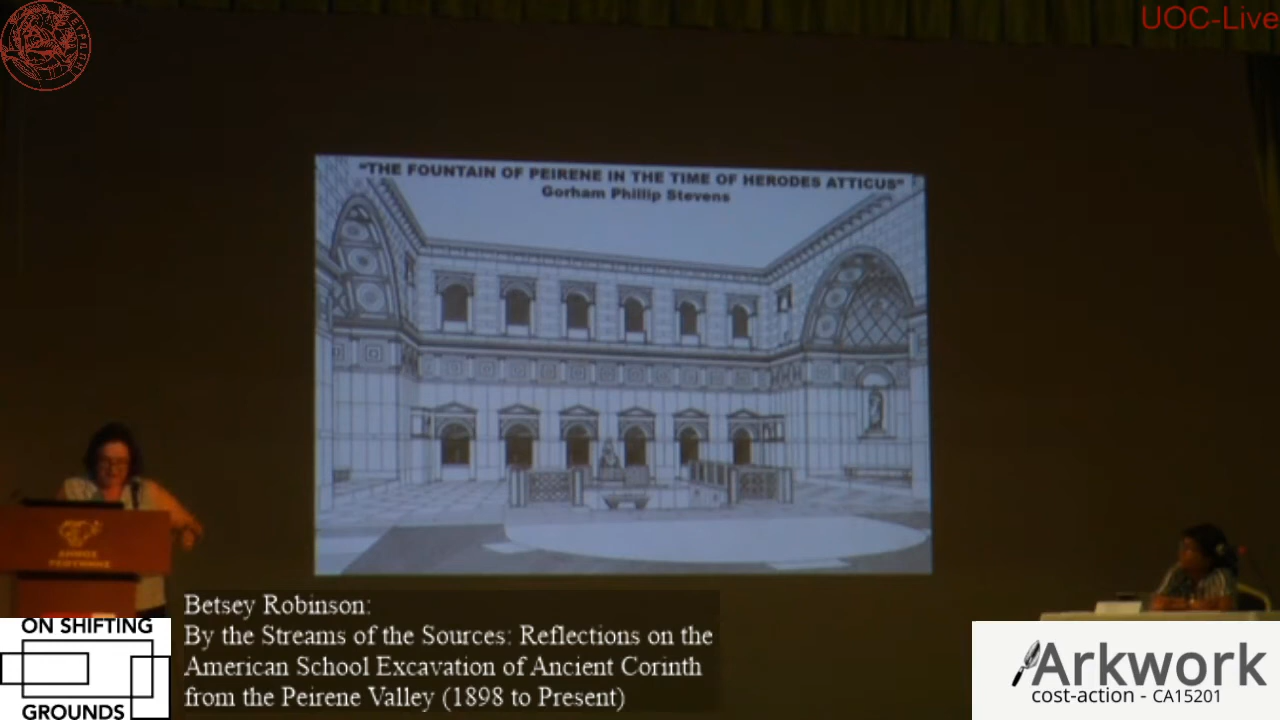 UOC-Live
"THE FOUNTAIN OF PEIRENE IN THE TIME OF HERODES ATTICUS"
Gorham Phillip Stevens
ΔΗΜΟΣ
ΡΕΘΥΜΝΗΣ
Betsey Robinson:
By the Streams of the Sources: Reflections on the
American School Excavation of Ancient Corinth
from the Peirene Valley (1898 to Present)
ON SHIFTING
GROUNDS
Arkwork
cost-action - CA15201